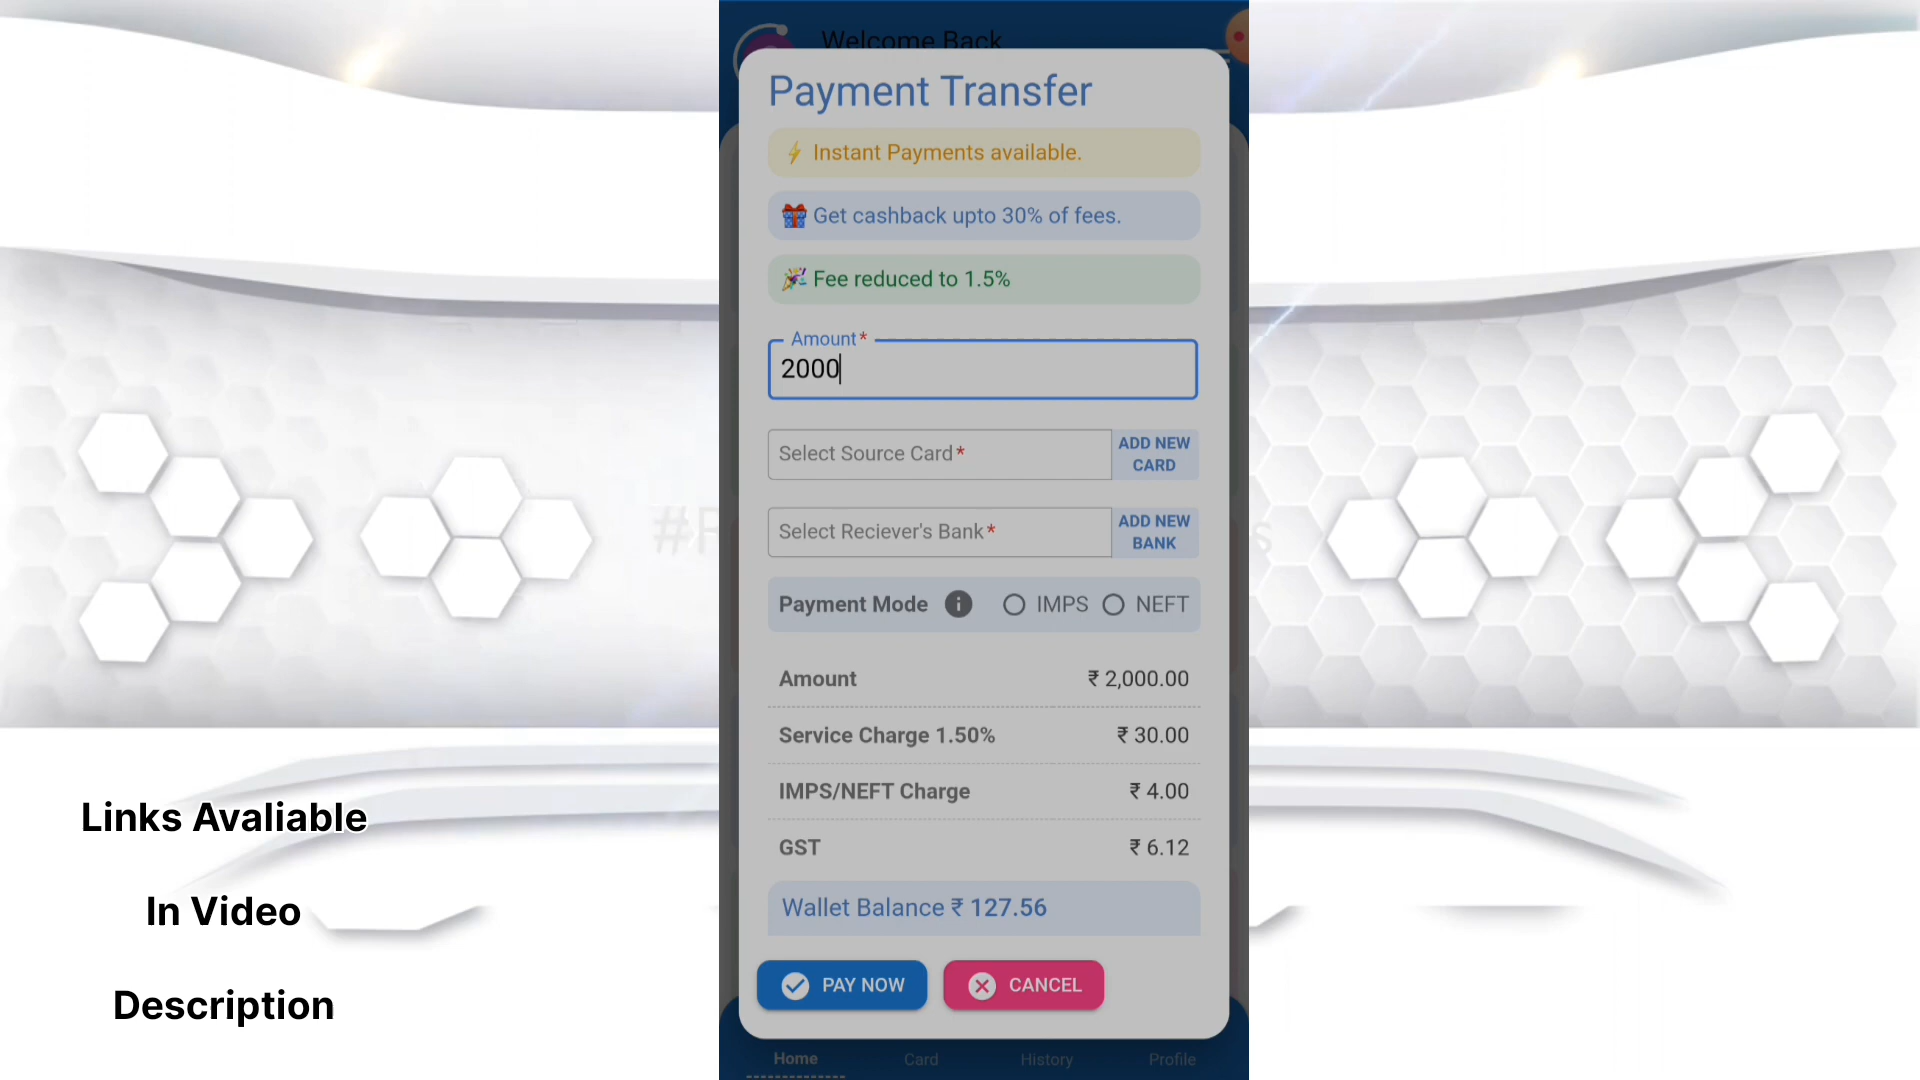 Welcome Back
Payment Transfer
⚡ Instant Payments available.
🎁 Get cashback upto 30% of fees.
🎉 Fee reduced to 1.5%
Amount*
2000
Select Source Card*
ADD NEW
CARD
Select Reciever's Bank*
ADD NEW
BANK
Payment Mode IMPS NEFT
Amount ₹ 2,000.00
Service Charge 1.50% ₹ 30.00
IMPS/NEFT Charge ₹ 4.00
GST ₹ 6.12
Wallet Balance ₹ 127.56
PAY NOW CANCEL
Home Card History Profile
Links Avaliable
In Video
Description